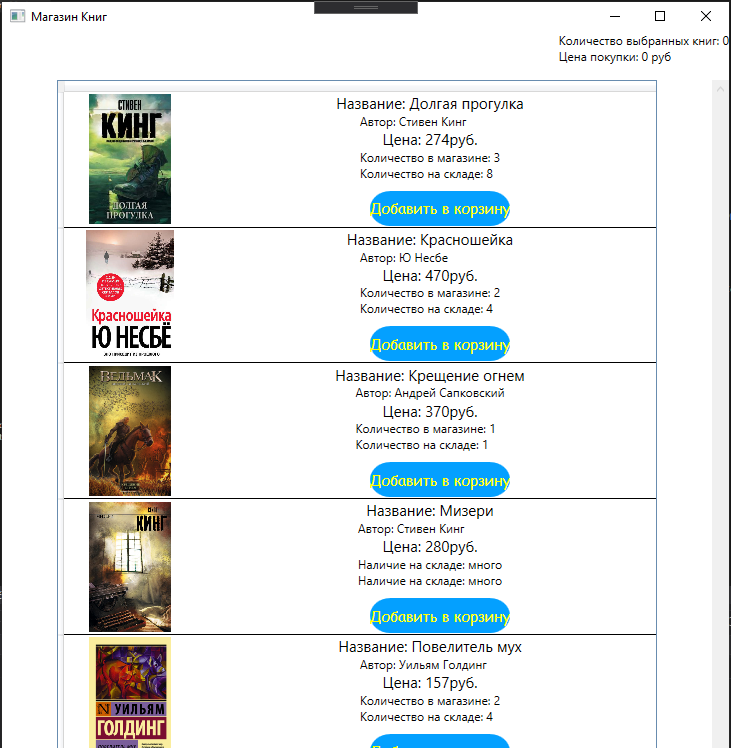 Магазин Книг
Количество выбранных книг: 0
Цена покупки: 0 руб
СТИВЕН
КИНГ
ДОЛГАЯ
ПРОГУЛКА
Название: Долгая прогулка
Автор: Стивен Кинг
Цена: 274руб.
Количество в магазине: 3
Количество на складе: 8
Добавить в корзину
Красношейка
Ю НЕСБЁ
Название: Красношейка
Автор: Ю Несбе
Цена: 470руб.
Количество в магазине: 2
Количество на складе: 4
Добавить в корзину
ВЕДЬМАК
Название: Крещение огнем
Автор: Андрей Сапковский
Цена: 370руб.
Количество в магазине: 1
Количество на складе: 1
Добавить в корзину
КИНГ
Название: Мизери
Автор: Стивен Кинг
Цена: 280руб.
Наличие на складе: много
Наличие на складе: много
Добавить в корзину
УИЛЬЯМ
ГОЛДИНГ
Название: Повелитель мух
Автор: Уильям Голдинг
Цена: 157руб.
Количество в магазине: 2
Количество на складе: 4
Добавить в корзину